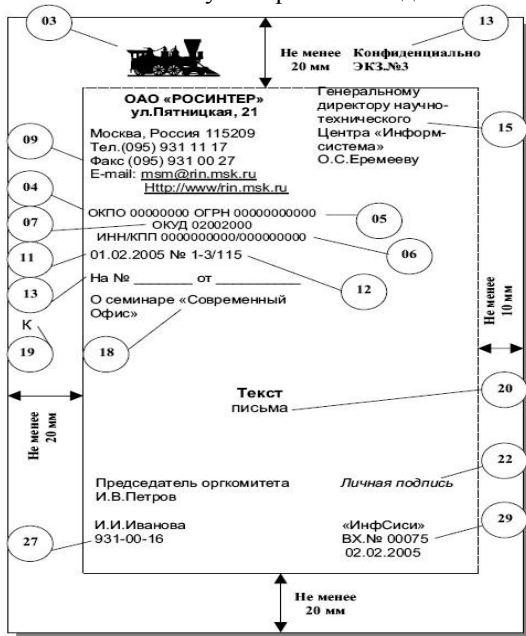 03
13
Не менее
20 мм
Конфиденциально
ЭКЗ.№3
ОАО «РОСИНТЕР»
ул.Пятницкая, 21
Генеральному
директору научно-
технического
Центра «Информ-
система»
О.С.Еремееву
15
09
Москва, Россия 115209
Тел.(095) 931 11 17
Факс (095) 931 00 27
E-mail: msm@rin.msk.ru
Http://www/rin.msk.ru
04
ОКПО 00000000 ОГРН 00000000000
05
07
ОКУД 02002000
ИНН/КПП 0000000000/000000000
06
11
01.02.2005 № 1-3/115
12
13
На № _______ от __________
О семинаре «Современный
Офис»
К
19
18
Не менее
10 мм
Не менее
20 мм
Текст
письма
20
22
Председатель оргкомитета
И.В.Петров
Личная подпись
И.И.Иванова
931-00-16
27
«ИнфСиси»
ВХ.№ 00075
02.02.2005
29
Не менее
20 мм